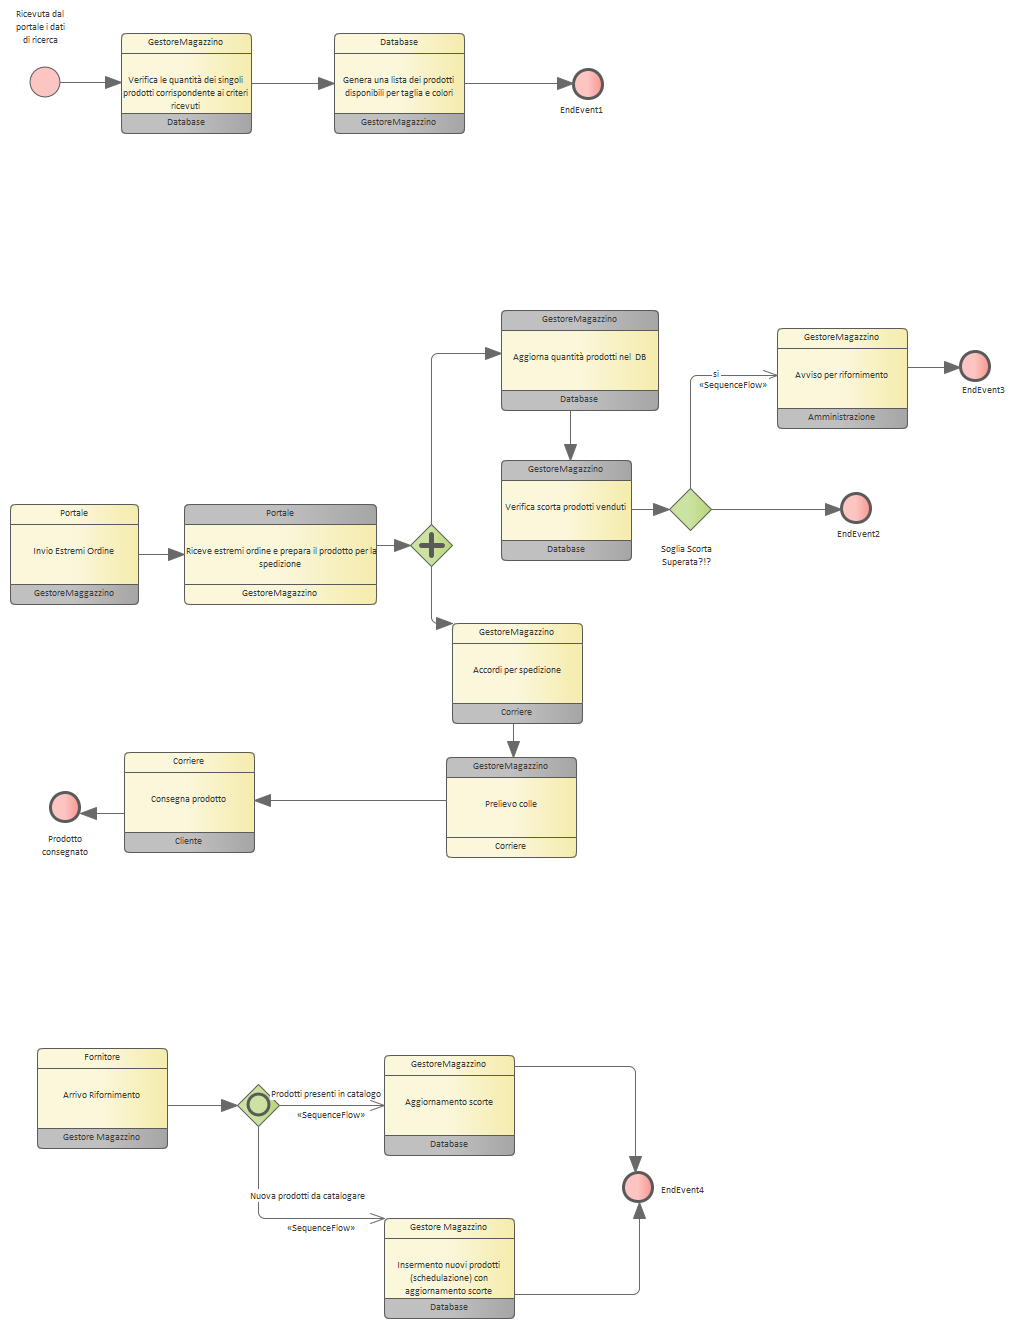 Ricevuta dal
portale i dati
di ricerca
GestoreMagazzino
Verifica le quantità dei singoli
prodotti corrispondente ai criteri
ricevuti
Database
Database
Genera una lista dei prodotti
disponibili per taglia e colori
GestoreMagazzino
EndEvent1
GestoreMagazzino
Aggiorna quantità prodotti nel DB
Database
GestoreMagazzino
Avviso per rifornimento
Amministrazione
si
«SequenceFlow»
EndEvent3
GestoreMagazzino
Verifica scorta prodotti venduti
Database
Soglia Scorta
Superata?!?
EndEvent2
Portale
Invio Estremi Ordine
GestoreMaggazzino
Portale
Riceve estremi ordine e prepara il prodotto per la
spedizione
GestoreMagazzino
GestoreMagazzino
Accordi per spedizione
Corriere
GestoreMagazzino
Prelievo colle
Corriere
Corriere
Consegna prodotto
Cliente
Prodotto
consegnato
Fornitore
Arrivo Rifornimento
Gestore Magazzino
Prodotti presenti in catalogo
«SequenceFlow»
GestoreMagazzino
Aggiornamento scorte
Database
Nuova prodotti da catalogare
«SequenceFlow»
EndEvent4
Gestore Magazzino
Insermento nuovi prodotti
(schedulazione) con
aggiornamento scorte
Database